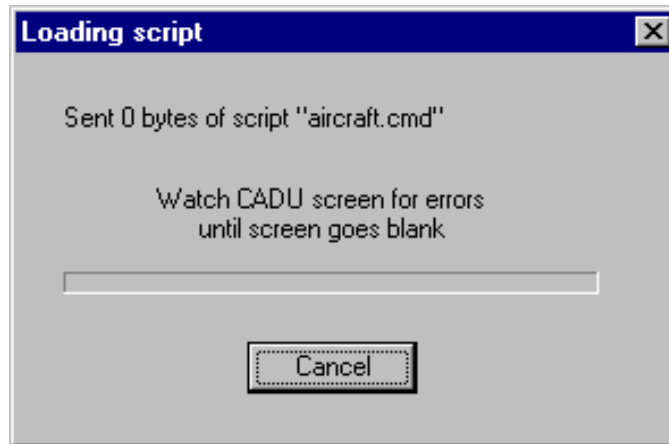 Loading script
Sent 0 bytes of script "aircraft.cmd"
Watch CADU screen for errors
until screen goes blank
Cancel